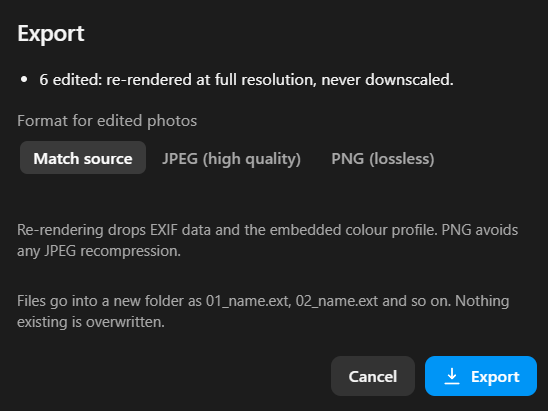 Export
• 6 edited: re-rendered at full resolution, never downscaled.
Format for edited photos
Match source JPEG (high quality) PNG (lossless)
Re-rendering drops EXIF data and the embedded colour profile. PNG avoids
any JPEG recompression.
Files go into a new folder as 01_name.ext, 02_name.ext and so on. Nothing
existing is overwritten.
Cancel Export